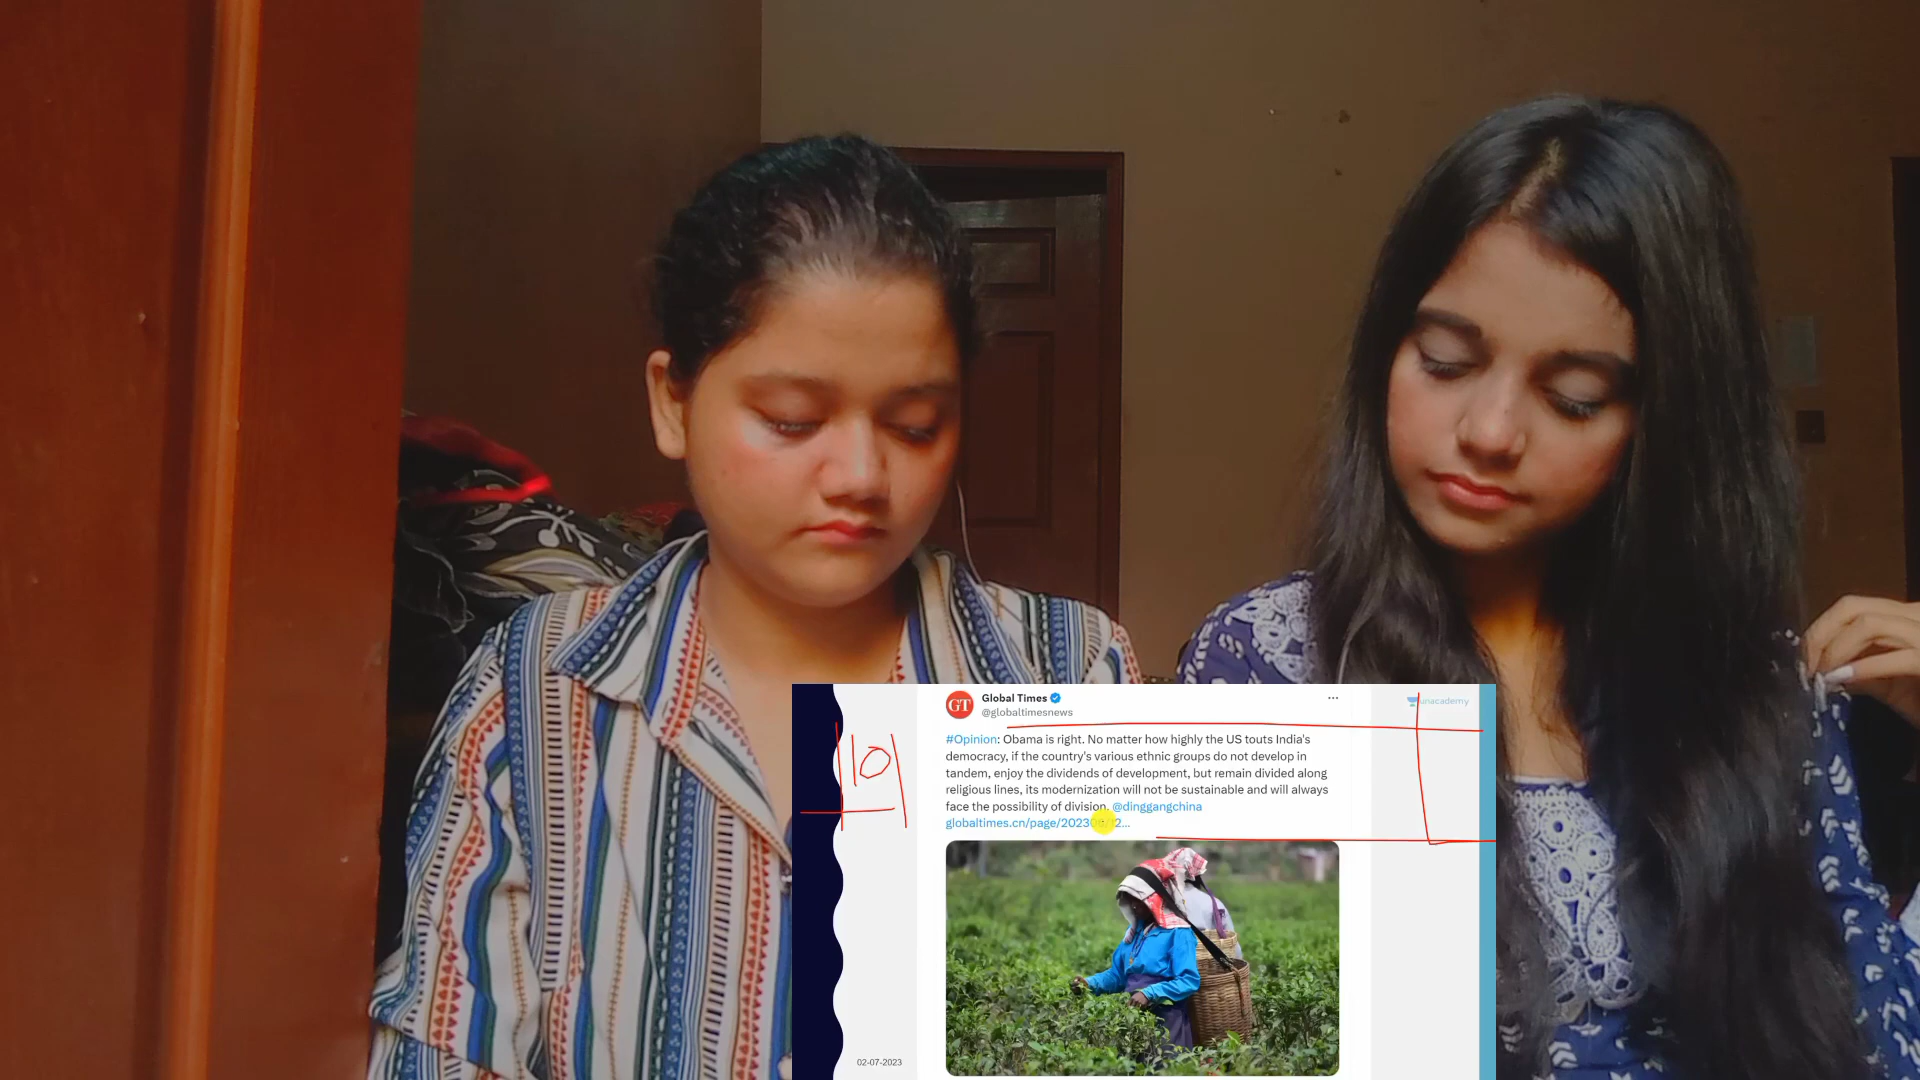 Global Times
@globaltimesnews
unacademy
#Opinion: Obama is right. No matter how highly the US touts India's
democracy, if the country's various ethnic groups do not develop in
tandem, enjoy the dividends of development, but remain divided along
religious lines, its modernization will not be sustainable and will always
face the possibility of division. @dinggangchina
02-07-2023
GT